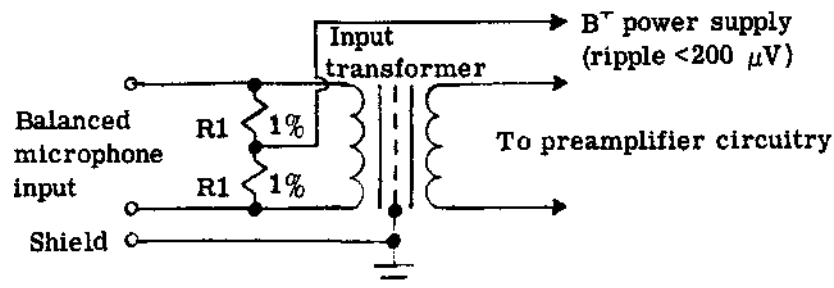 Input
transformer
B⁺ power supply
(ripple <200 μV)
Balanced
microphone
input
R1 1%
R1 1%
To preamplifier circuitry
Shield